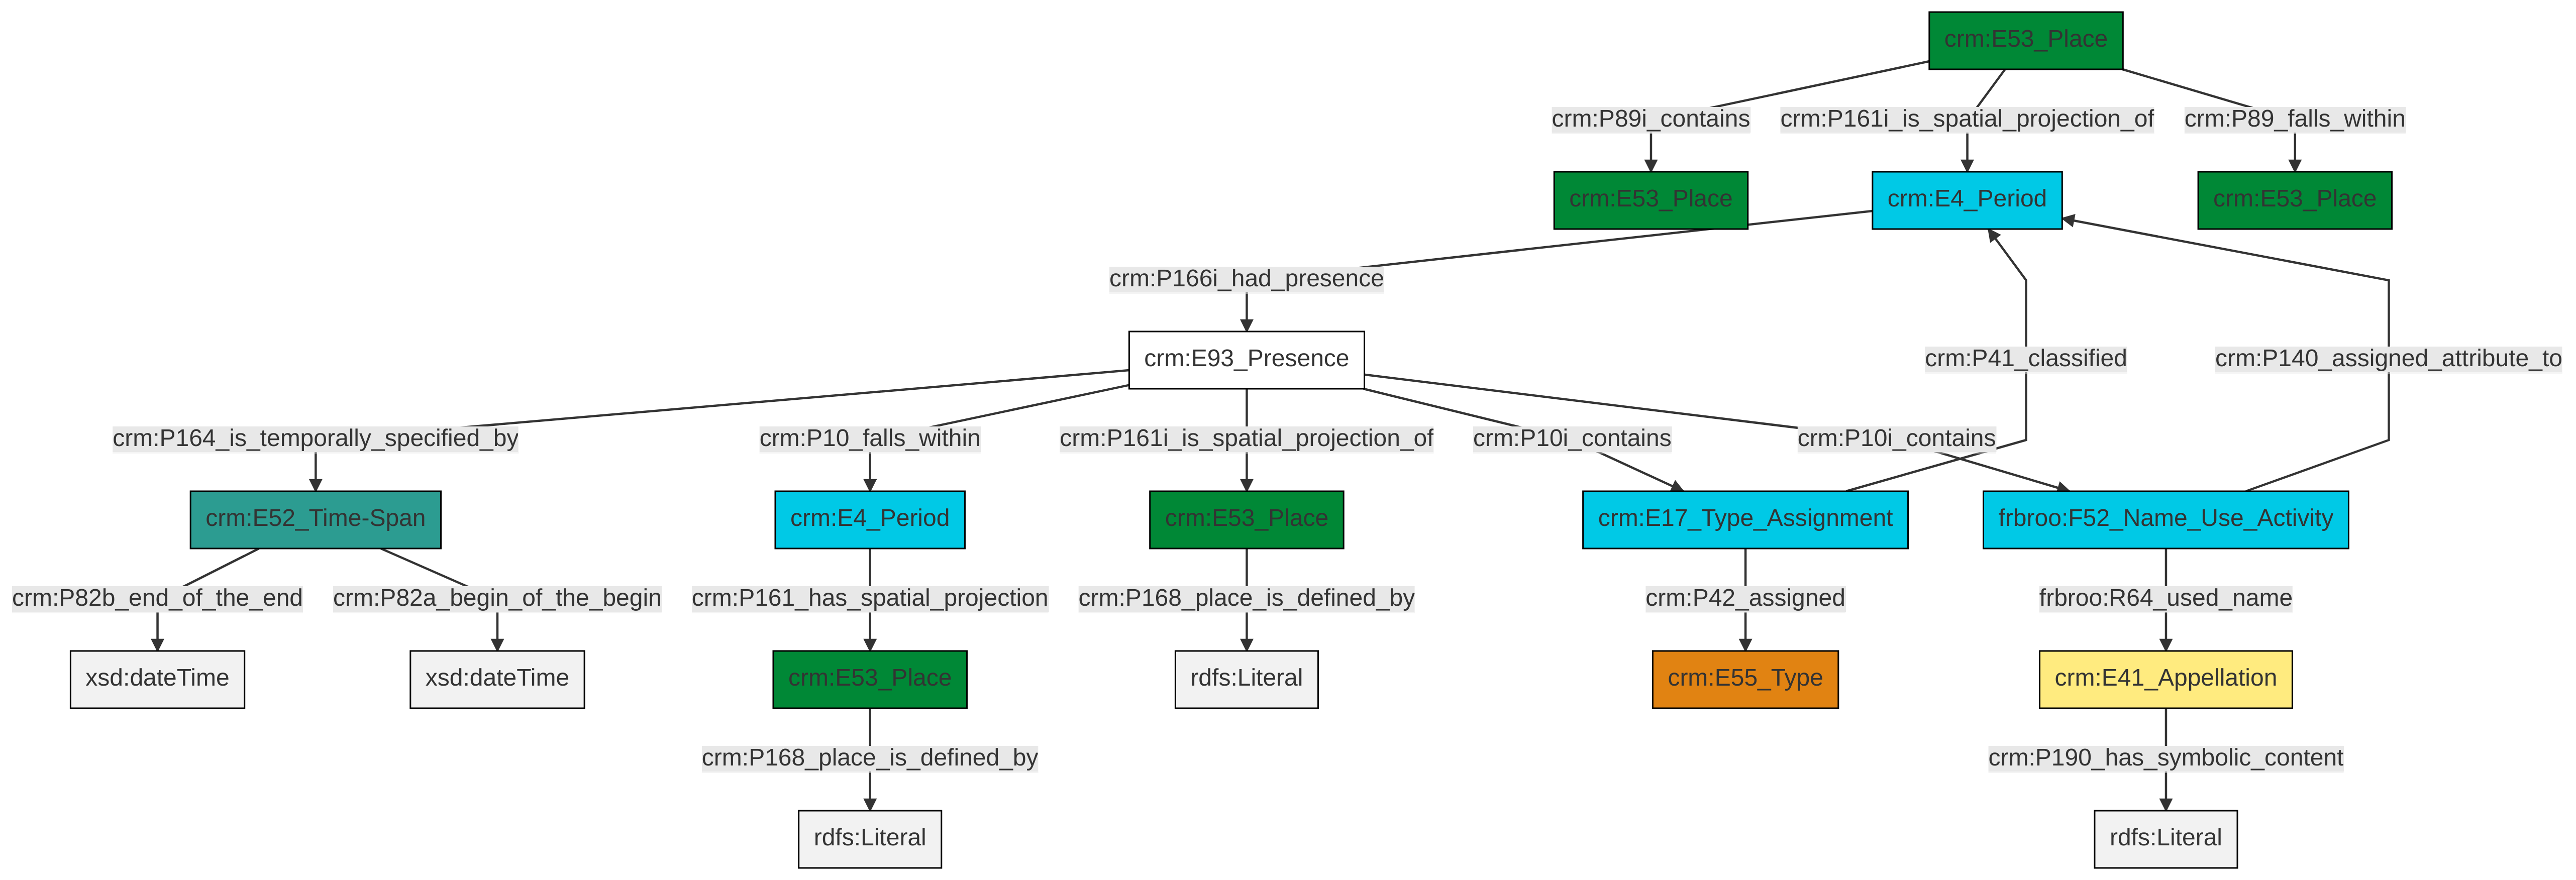 crm:E53_Place
crm:P89i_contains
crm:P161i_is_spatial_projection_of
crm:P89_falls_within
crm:E53_Place
crm:E4_Period
crm:E53_Place
crm:P166i_had_presence
crm:E93_Presence
crm:P41_classified
crm:P140_assigned_attribute_to
crm:P164_is_temporally_specified_by
crm:P10_falls_within
crm:P161i_is_spatial_projection_of
crm:P10i_contains
crm:P10i_contains
crm:E52_Time-Span
crm:E4_Period
crm:E53_Place
crm:E17_Type_Assignment
frbroo:F52_Name_Use_Activity
crm:P82b_end_of_the_end
crm:P82a_begin_of_the_begin
crm:P161_has_spatial_projection
crm:P168_place_is_defined_by
crm:P42_assigned
frbroo:R64_used_name
xsd:dateTime
xsd:dateTime
crm:E53_Place
rdfs:Literal
crm:E55_Type
crm:E41_Appellation
crm:P168_place_is_defined_by
crm:P190_has_symbolic_content
rdfs:Literal
rdfs:Literal